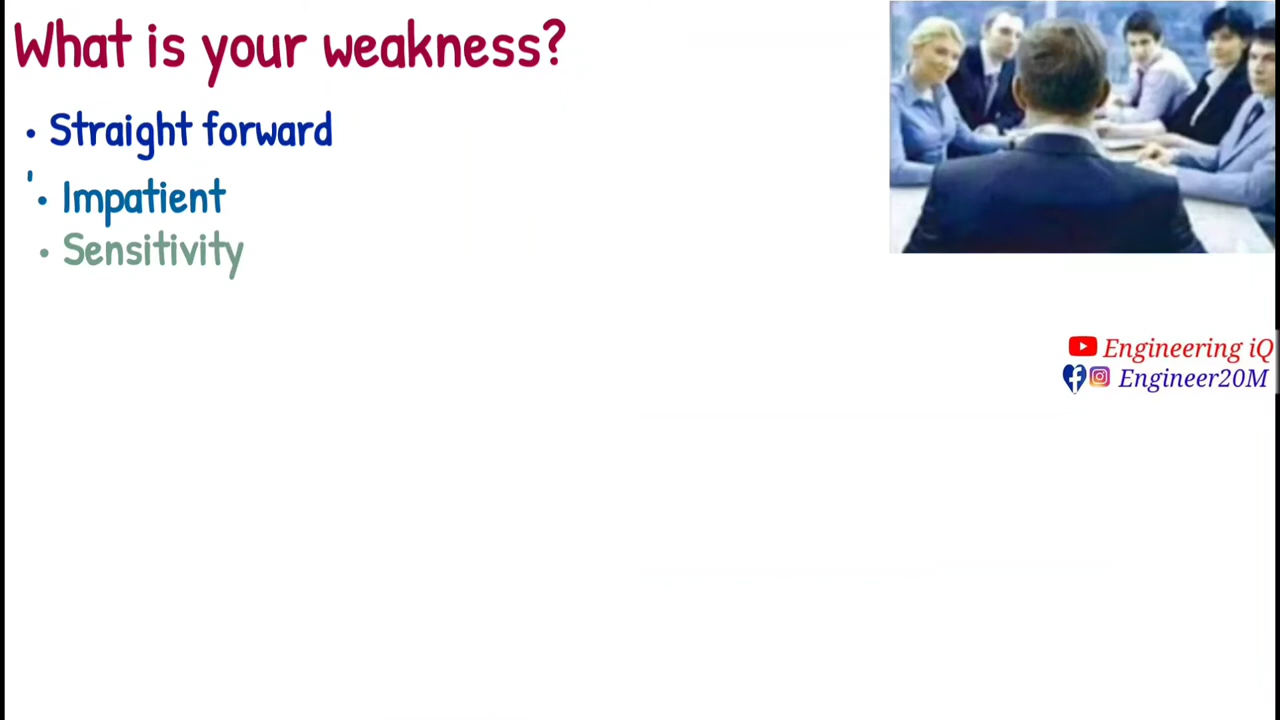 What is your weakness?
• Straight forward
'• Impatient
• Sensitivity
Engineering iQ
Engineer20M